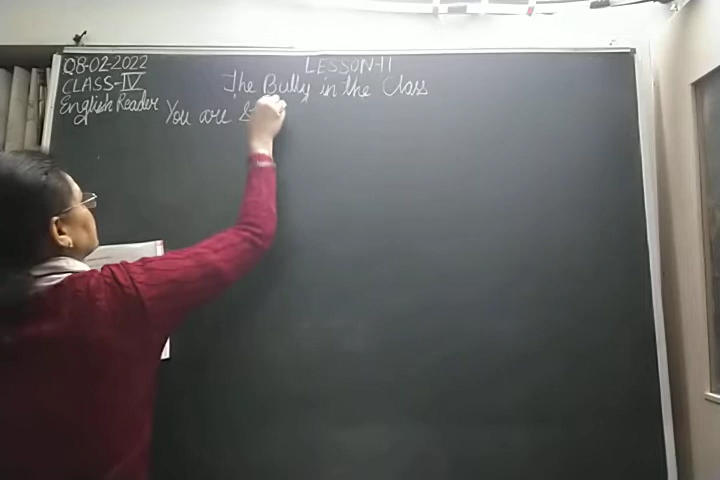 08-02-2022 LESSON-11
CLASS-IV The Bully in the Class
English Reader You are